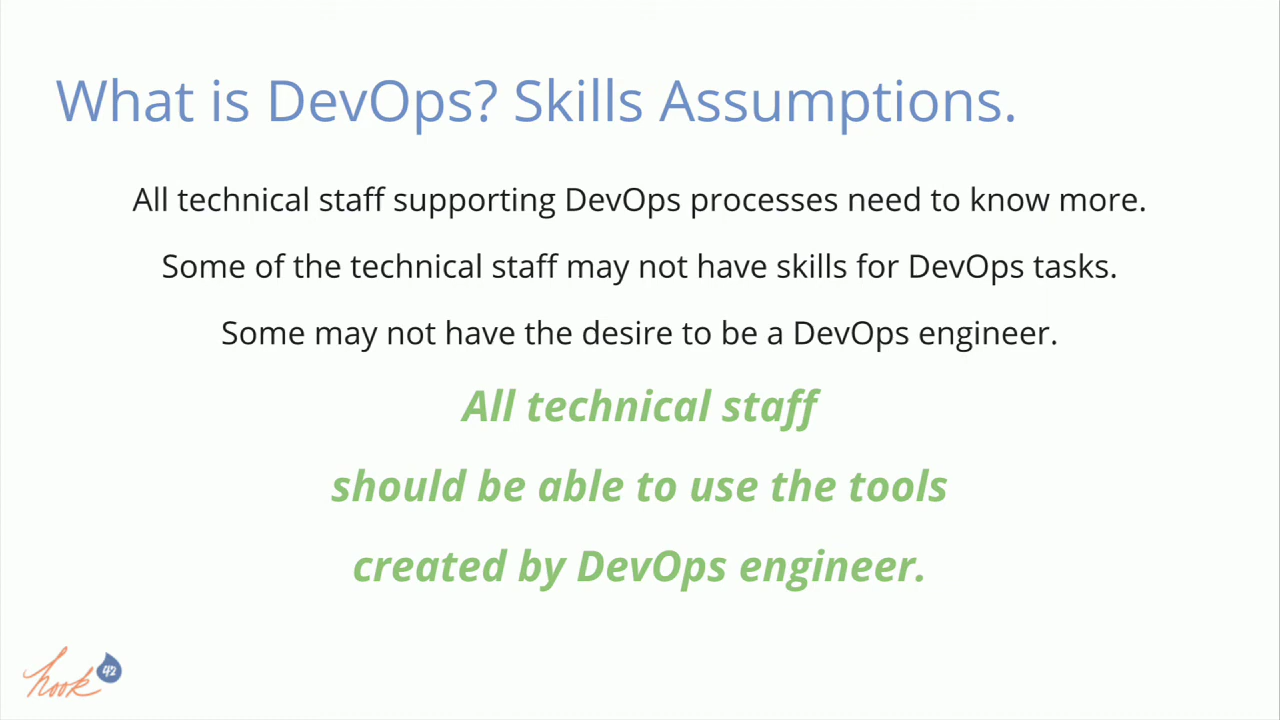 What is DevOps? Skills Assumptions.
All technical staff supporting DevOps processes need to know more.
Some of the technical staff may not have skills for DevOps tasks.
Some may not have the desire to be a DevOps engineer.
All technical staff
should be able to use the tools
created by DevOps engineer.
hook 42